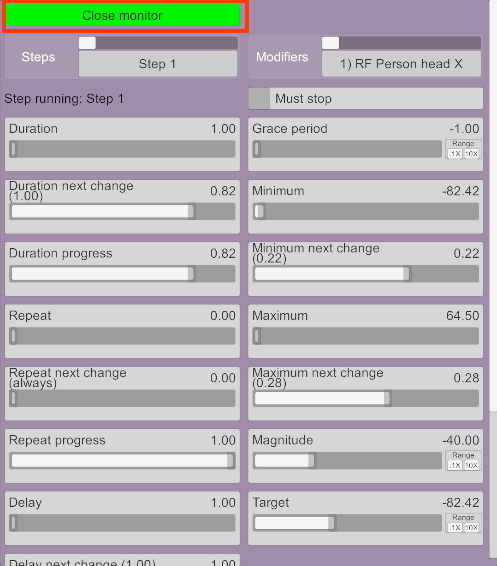 Close monitor
Steps
Step 1
Modifiers
1) RF Person head X
Step running: Step 1
Must stop
Duration 1.00
Grace period -1.00
Range
.1X 10X
Duration next change
(1.00) 0.82
Minimum -82.42
Duration progress 0.82
Minimum next change
(0.22) 0.22
Repeat 0.00
Maximum 64.50
Repeat next change
(always) 0.00
Maximum next change
(0.28) 0.28
Repeat progress 1.00
Magnitude -40.00
Range
.1X 10X
Delay 1.00
Target -82.42
Range
.1X 10X
Delay next change (1.00) 1.00